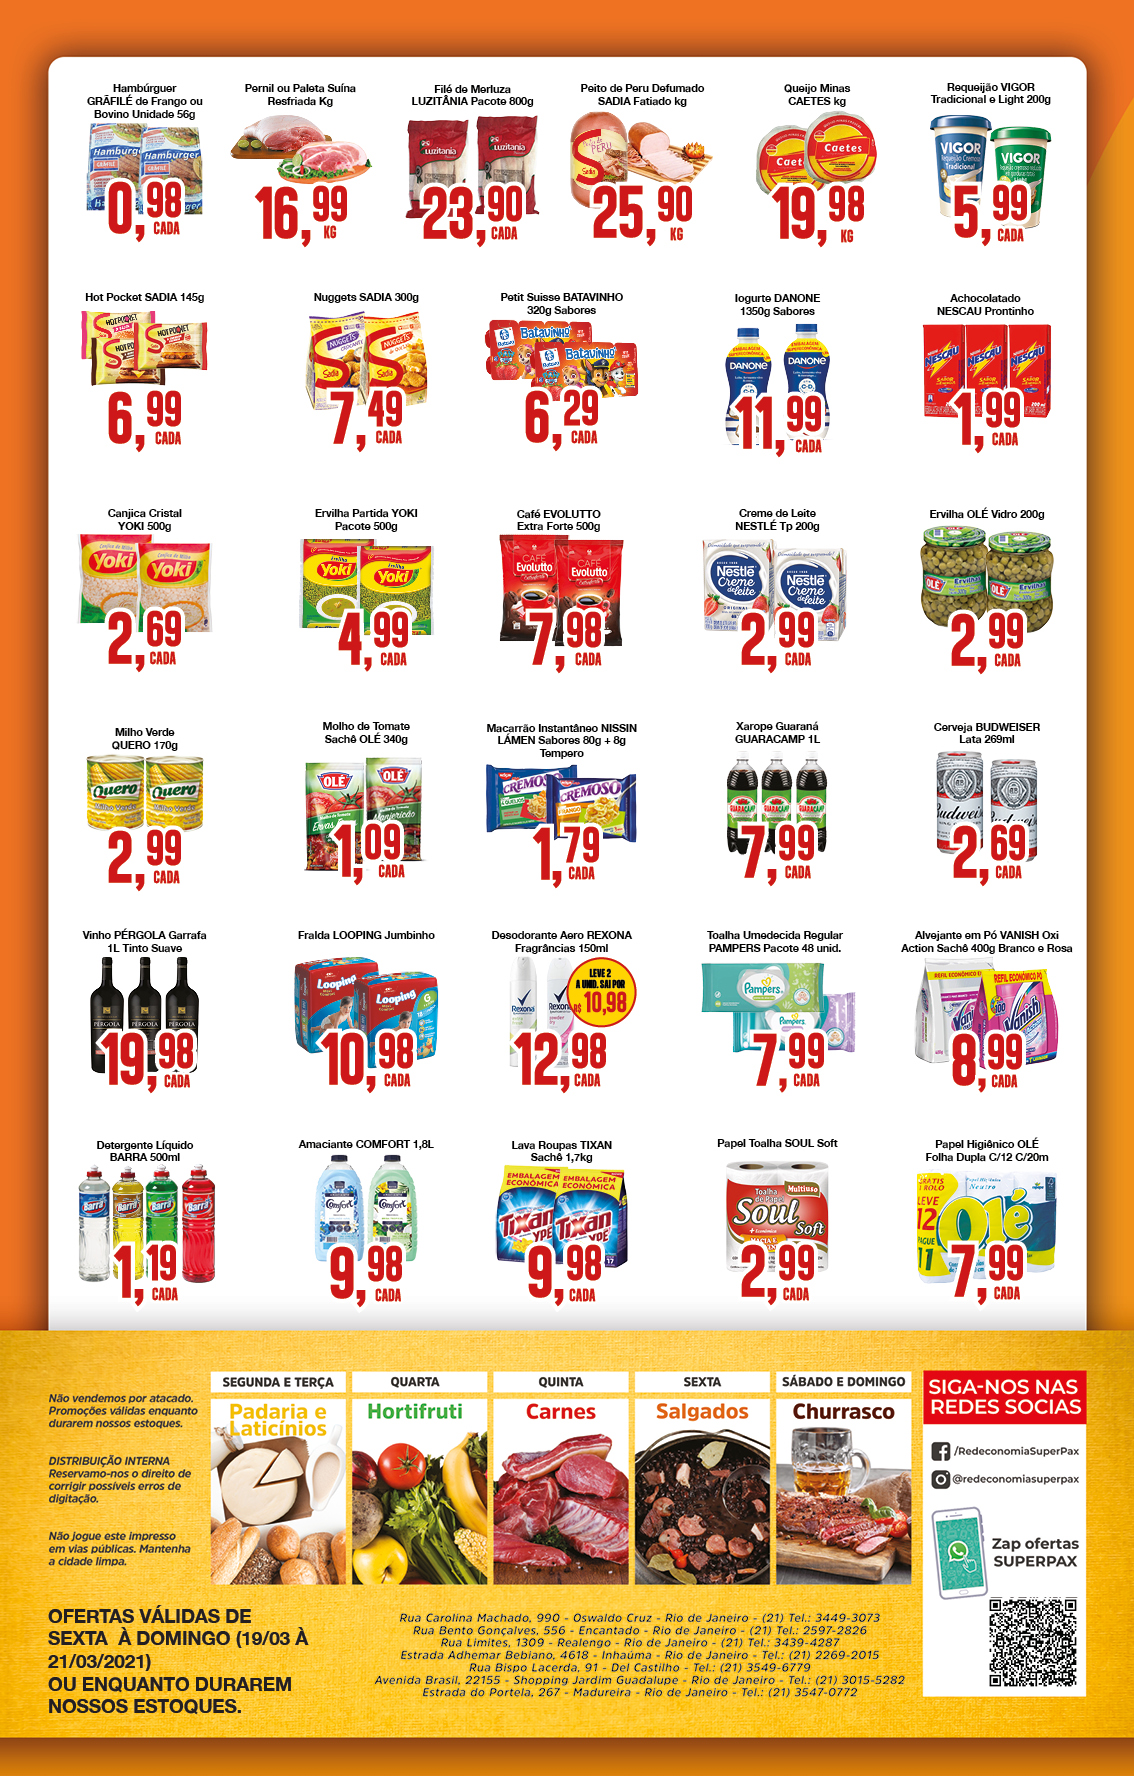 Hambúrguer
GRÃFILÉ de Frango ou
Bovino Unidade 56g
0,98
CADA
Pernil ou Paleta Suína
Resfriada Kg
16,99
KG
Filé de Merluza
LUZITÂNIA Pacote 800g
23,90
CADA
Peito de Peru Defumado
SADIA Fatiado kg
25,90
KG
Queijo Minas
CAETES kg
19,98
KG
Requeijão VIGOR
Tradicional e Light 200g
5,99
CADA
Hot Pocket SADIA 145g
6,99
CADA
Nuggets SADIA 300g
7,49
CADA
Petit Suisse BATAVINHO
320g Sabores
6,29
CADA
Iogurte DANONE
1350g Sabores
11,99
CADA
Achocolatado
NESCAU Prontinho
1,99
CADA
Canjica Cristal
YOKI 500g
2,69
CADA
Ervilha Partida YOKI
Pacote 500g
4,99
CADA
Café EVOLUTTO
Extra Forte 500g
7,98
CADA
Creme de Leite
NESTLÉ Tp 200g
2,99
CADA
Ervilha OLÉ Vidro 200g
2,99
CADA
Milho Verde
QUERO 170g
2,99
CADA
Molho de Tomate
Sachê OLÉ 340g
1,09
CADA
Macarrão Instantâneo NISSIN
LÁMEN Sabores 80g + 8g
Tempero
1,79
CADA
Xarope Guaraná
GUARACAMP 1L
7,99
CADA
Cerveja BUDWEISER
Lata 269ml
2,69
CADA
Vinho PÉRGOLA Garrafa
1L Tinto Suave
19,98
CADA
Fralda LOOPING Jumbinho
10,98
CADA
Desodorante Aero REXONA
Fragrâncias 150ml
LEVE 2
A UNID. SAI POR
R$ 10,98
12,98
CADA
Toalha Umedecida Regular
PAMPERS Pacote 48 unid.
7,99
CADA
Alvejante em Pó VANISH Oxi
Action Sachê 400g Branco e Rosa
8,99
CADA
Detergente Líquido
BARRA 500ml
1,19
CADA
Amaciante COMFORT 1,8L
9,98
CADA
Lava Roupas TIXAN
Sachê 1,7kg
9,98
CADA
Papel Toalha SOUL Soft
2,99
CADA
Papel Higiênico OLÉ
Folha Dupla C/12 C/20m
7,99
CADA
Não vendemos por atacado.
Promoções válidas enquanto
durarem nossos estoques.
DISTRIBUIÇÃO INTERNA
Reservamo-nos o direito de
corrigir possíveis erros de
digitação.
Não jogue este impresso
em vias públicas. Mantenha
a cidade limpa.
SEGUNDA E TERÇA
Padaria e
Laticínios
QUARTA
Hortifruti
QUINTA
Carnes
SEXTA
Salgados
SÁBADO E DOMINGO
Churrasco
SIGA-NOS NAS
REDES SOCIAS
/RedeconomiaSuperPax
@redeconomiasuperpax
Zap ofertas
SUPERPAX
OFERTAS VÁLIDAS DE
SEXTA À DOMINGO (19/03 À
21/03/2021)
OU ENQUANTO DURAREM
NOSSOS ESTOQUES.
Rua Carolina Machado, 990 - Oswaldo Cruz - Rio de Janeiro - (21) Tel.: 3449-3073
Rua Bento Gonçalves, 556 - Encantado - Rio de Janeiro - (21) Tel.: 2597-2826
Rua Limites, 1309 - Realengo - Rio de Janeiro - (21) Tel.: 3439-4287
Estrada Adhemar Bebiano, 4618 - Inhaúma - Rio de Janeiro - Tel.: (21) 2269-2015
Rua Bispo Lacerda, 91 - Del Castilho - Tel.: (21) 3549-6779
Avenida Brasil, 22155 - Shopping Jardim Guadalupe - Rio de Janeiro - Tel.: (21) 3015-5282
Estrada do Portela, 267 - Madureira - Rio de Janeiro - Tel.: (21) 3547-0772